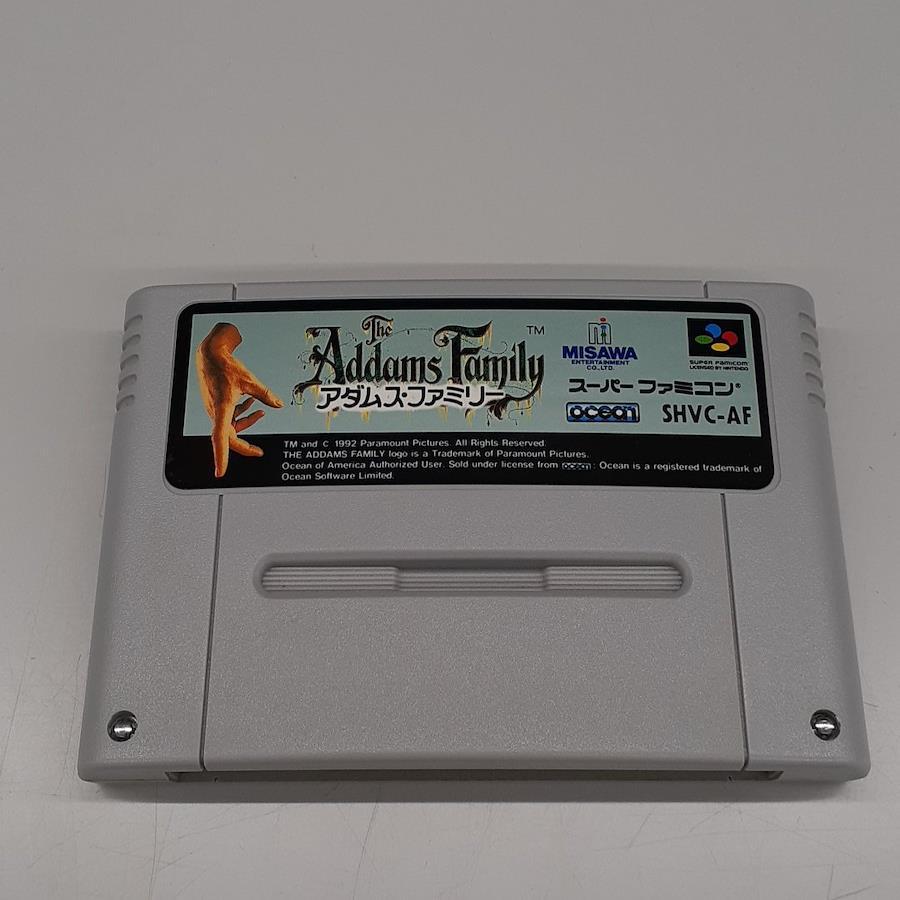 The
Addams Family™
アダムス・ファミリー
MISAWA
ENTERTAINMENT
CO.,LTD.
SUPER FAMICOM
LICENSED BY NINTENDO
スーパーファミコン®
ocean
SHVC-AF
TM and © 1992 Paramount Pictures. All Rights Reserved.
THE ADDAMS FAMILY logo is a Trademark of Paramount Pictures.
Ocean of America Authorized User. Sold under license from ocean: Ocean is a registered trademark of
Ocean Software Limited.